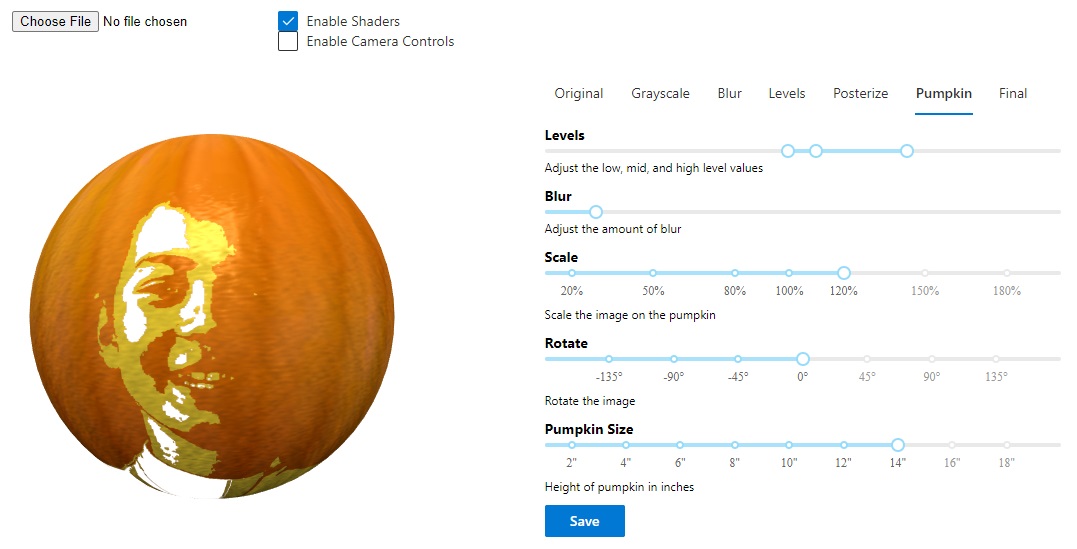 Choose File No file chosen
Enable Shaders
Enable Camera Controls
Original Grayscale Blur Levels Posterize Pumpkin Final
Levels
Adjust the low, mid, and high level values
Blur
Adjust the amount of blur
Scale
20% 50% 80% 100% 120% 150% 180%
Scale the image on the pumpkin
Rotate
-135° -90° -45° 0° 45° 90° 135°
Rotate the image
Pumpkin Size
2" 4" 6" 8" 10" 12" 14" 16" 18"
Height of pumpkin in inches
Save